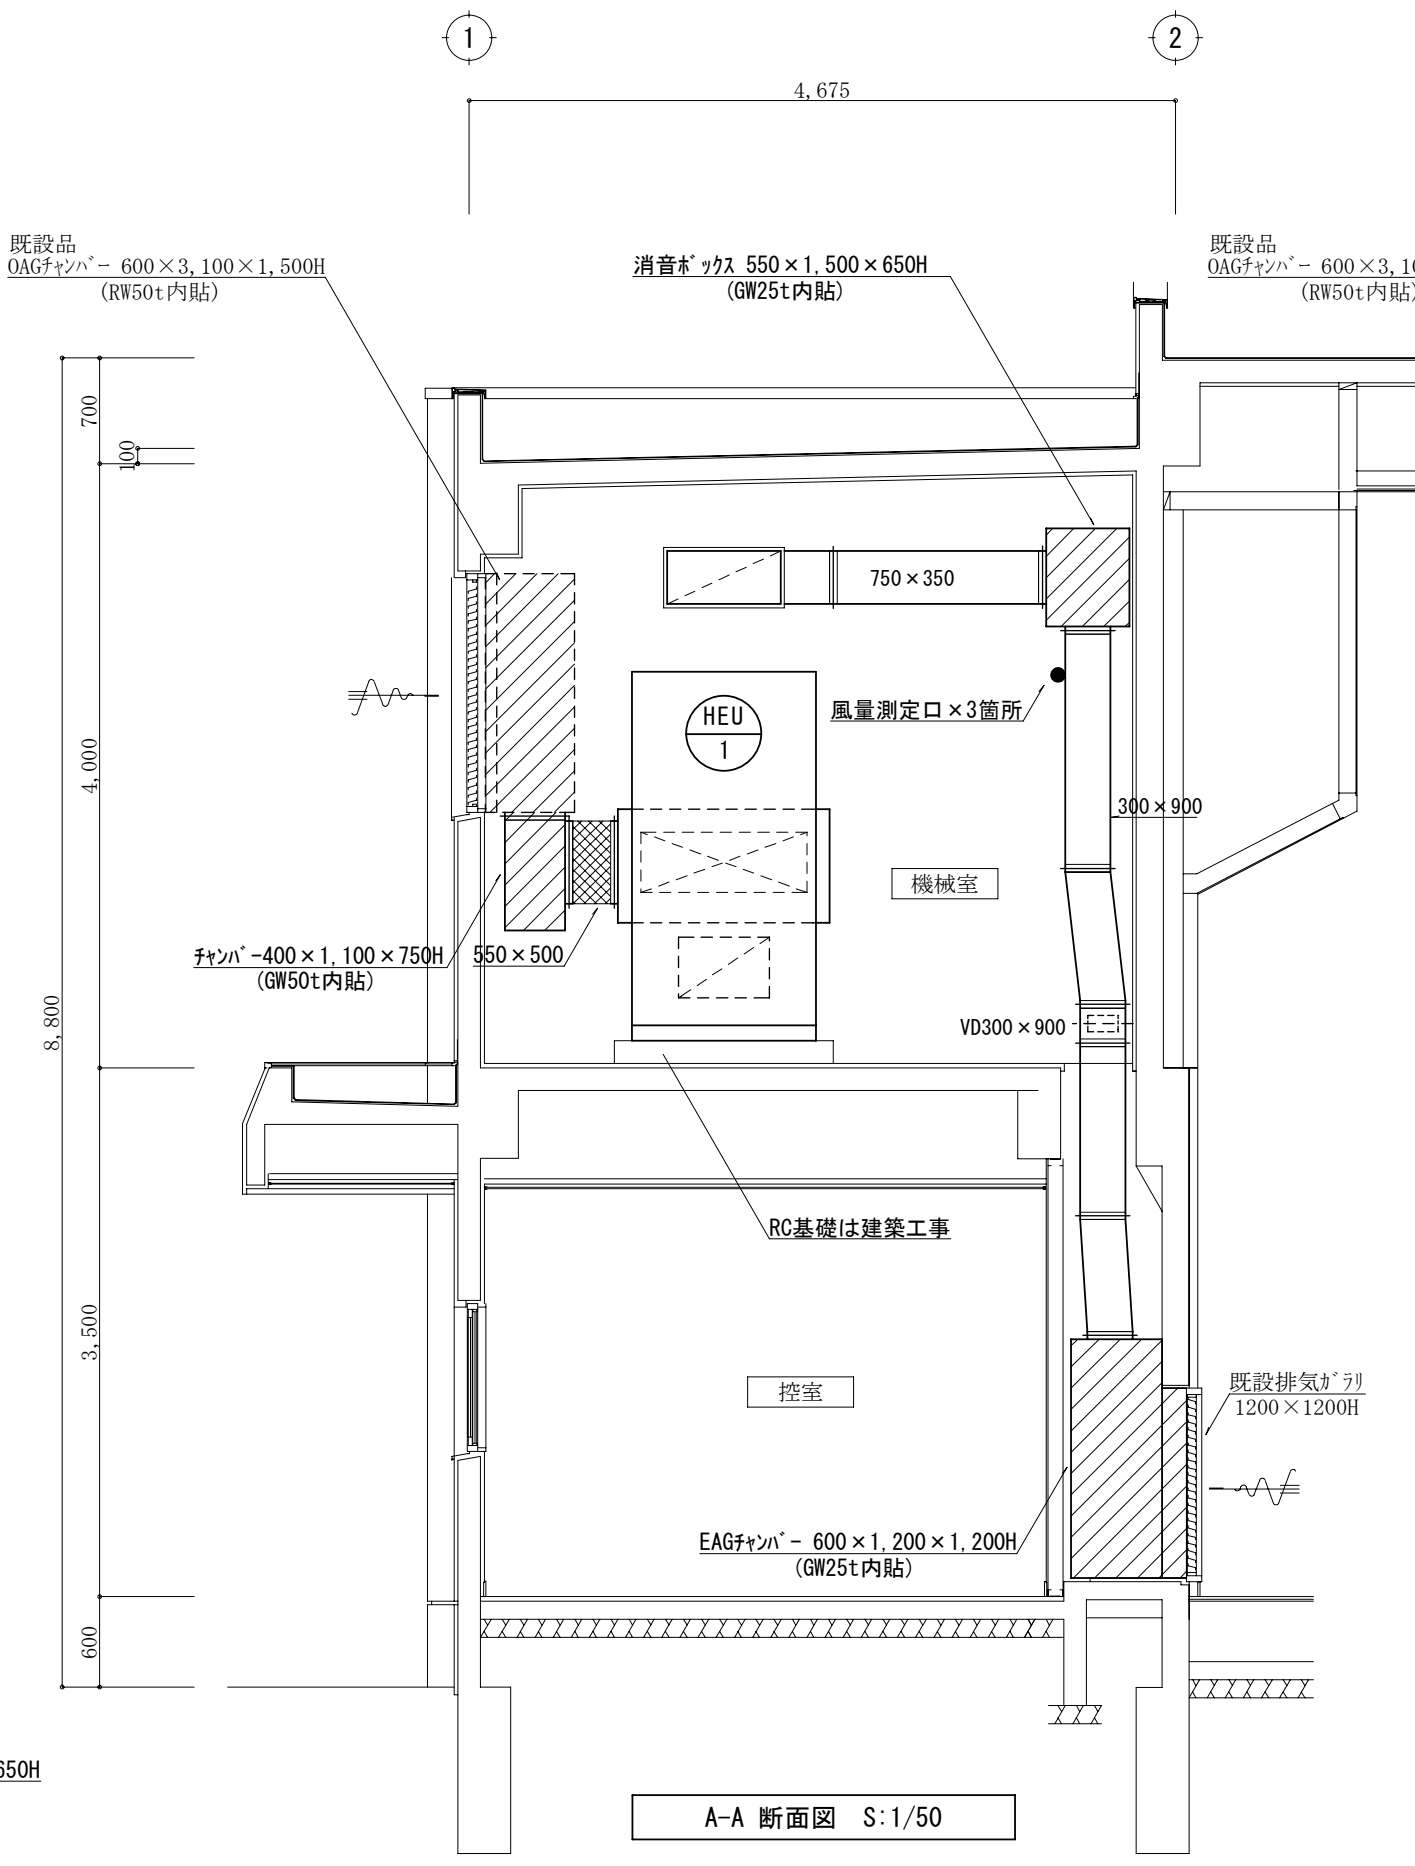 1
2
4,675
既設品
OAGチャンバー 600×3,100×1,500H
(RW50t内貼)
消音ボックス 550×1,500×650H
(GW25t内貼)
既設品
OAGチャンバー 600×3,10
(RW50t内貼)
700
100
750×350
HEU
1
風量測定口×3箇所
4,000
300×900
機械室
チャンバー400×1,100×750H
(GW50t内貼)
550×500
8,800
VD300×900
RC基礎は建築工事
3,500
控室
既設排気ガラリ
1200×1200H
EAGチャンバー 600×1,200×1,200H
(GW25t内貼)
600
650H
A-A 断面図 S:1/50